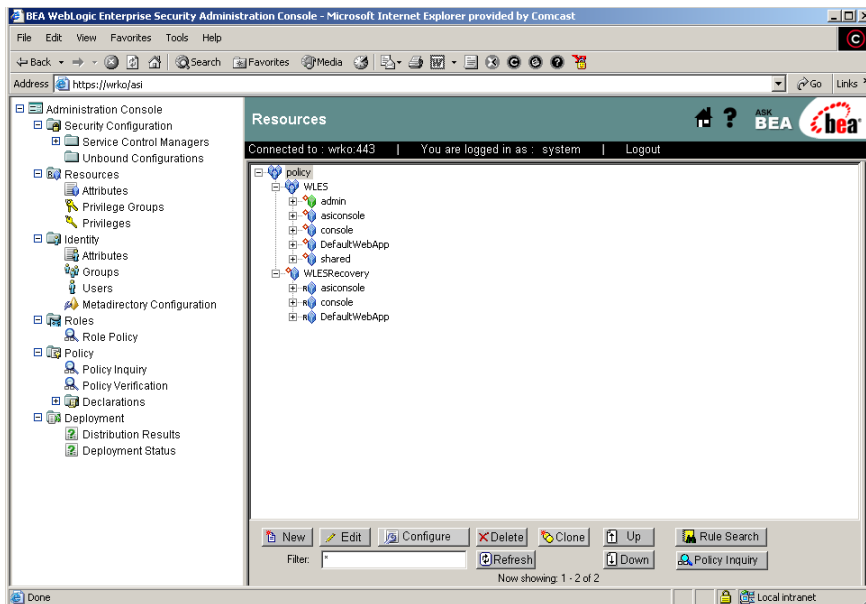 BEA WebLogic Enterprise Security Administration Console - Microsoft Internet Explorer provided by Comcast
File Edit View Favorites Tools Help
Back Search Favorites Media
Address https://wrko/asi Go Links
Administration Console
Security Configuration
Service Control Managers
Unbound Configurations
Resources
Attributes
Privilege Groups
Privileges
Identity
Attributes
Groups
Users
Metadirectory Configuration
Roles
Role Policy
Policy
Policy Inquiry
Policy Verification
Declarations
Deployment
Distribution Results
Deployment Status
Resources ? ASK BEA bea
Connected to : wrko:443 | You are logged in as : system | Logout
policy
WLES
admin
asiconsole
console
DefaultWebApp
shared
WLESRecovery
asiconsole
console
DefaultWebApp
New Edit Configure Delete Clone Up Rule Search
Filter: * Refresh Down Policy Inquiry
Now showing: 1 - 2 of 2
Done Local intranet